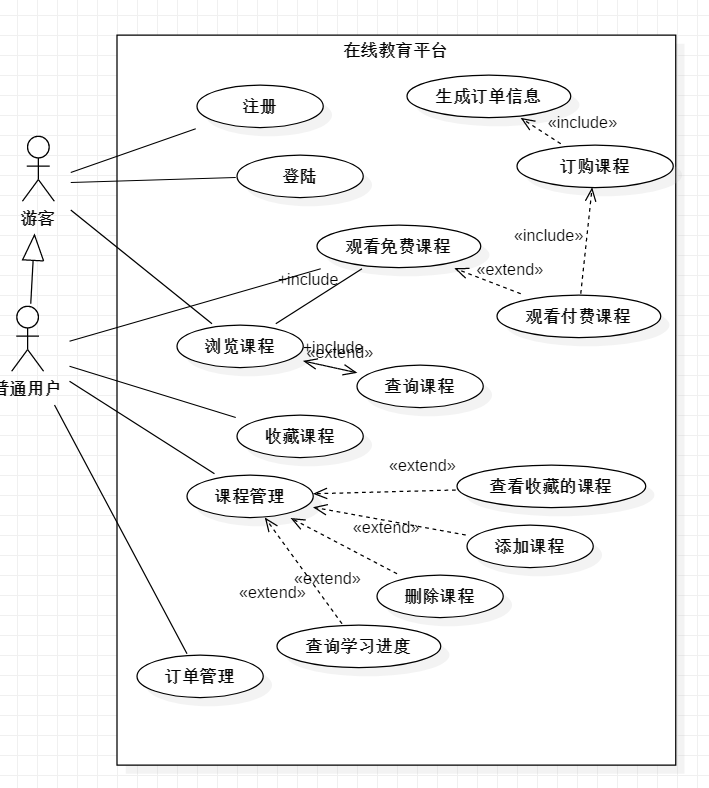 在线教育平台
生成订单信息
注册
«include»
订购课程
登陆
游客
«include»
观看免费课程
«extend»
+include
观看付费课程
浏览课程
+include
«extend»
查询课程
普通用户
收藏课程
«extend»
查看收藏的课程
课程管理
«extend»
添加课程
«extend»
«extend»
删除课程
查询学习进度
订单管理